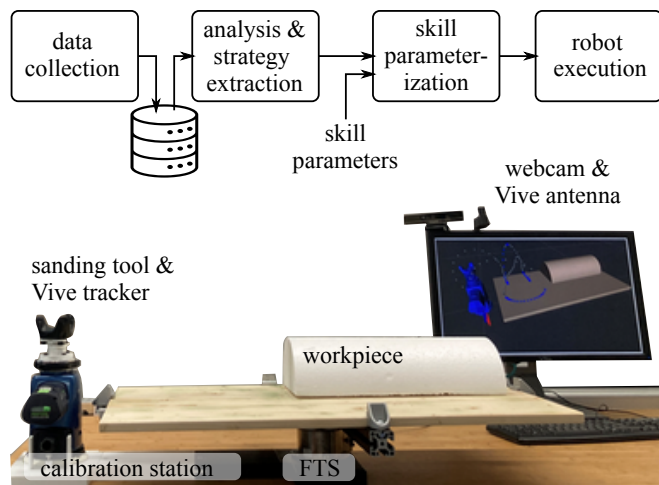 data
collection
analysis &
strategy
extraction
skill
parameter-
ization
robot
execution
skill
parameters
webcam &
Vive antenna
sanding tool &
Vive tracker
workpiece
calibration station
FTS